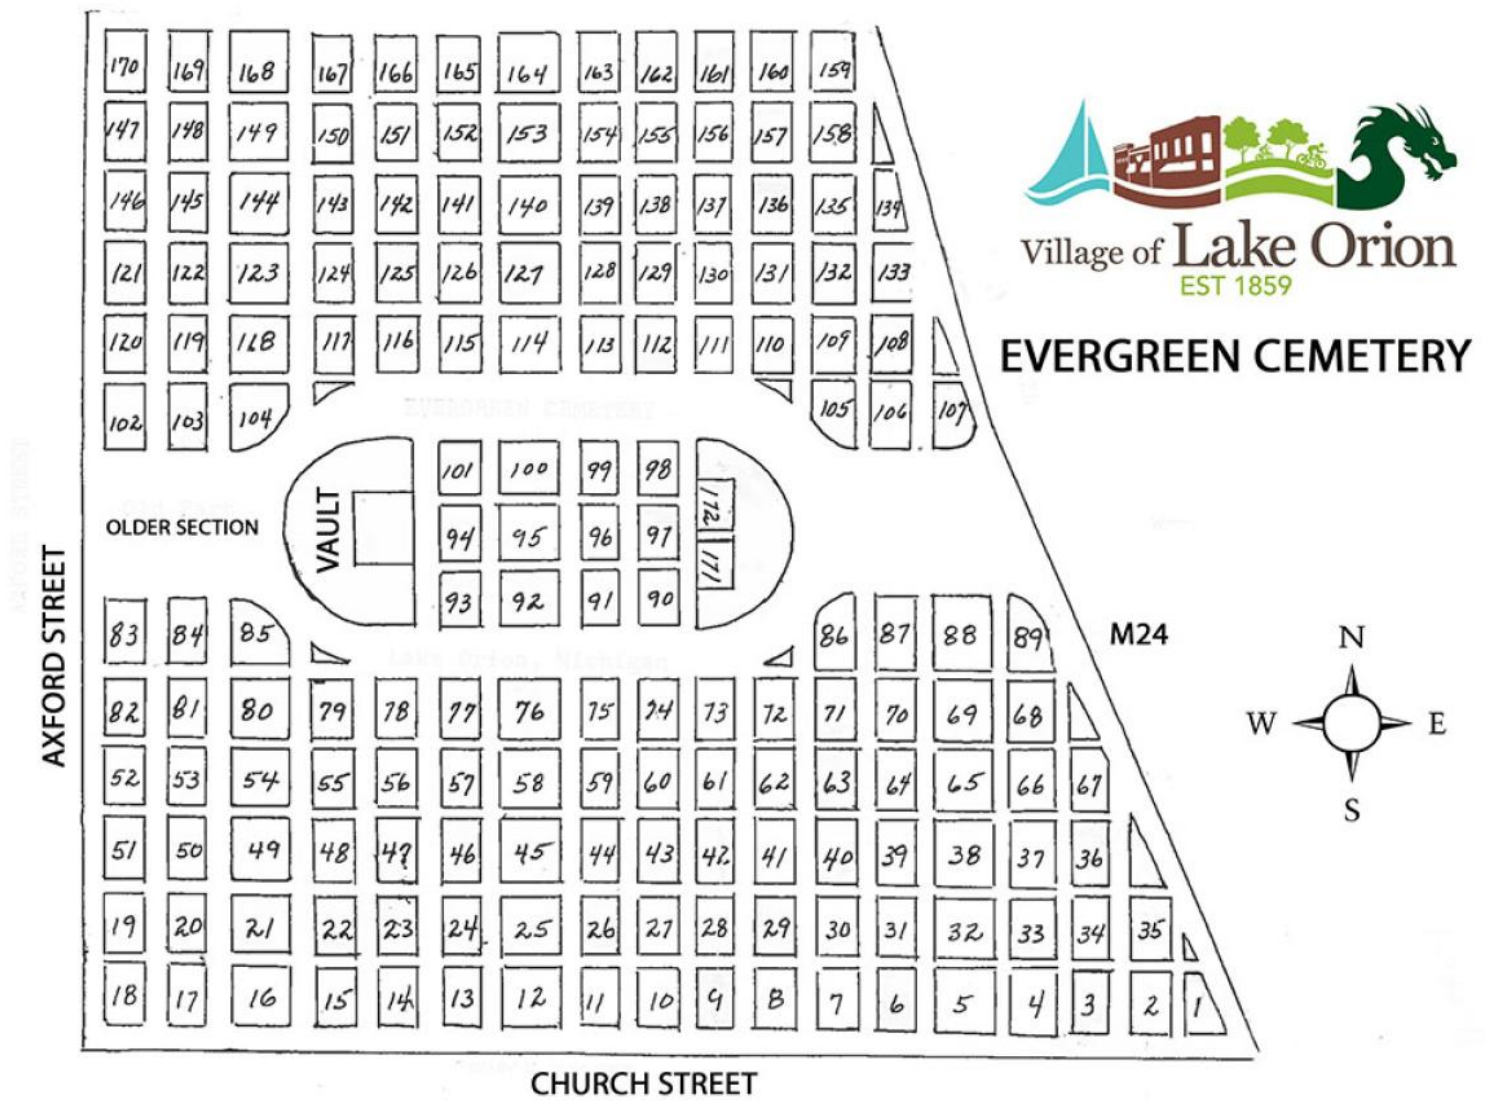 170 169 168 167 166 165 164 163 162 161 160 159
147 148 149 150 151 152 153 154 155 156 157 158
146 145 144 143 142 141 140 139 138 137 136 135 134
Village of Lake Orion
EST 1859
121 122 123 124 125 126 127 128 129 130 131 132 133
120 119 118 117 116 115 114 113 112 111 110 109 108
EVERGREEN CEMETERY
102 103 104 105 106 107
EVERGREEN CEMETERY
101 100 99 98
172
OLDER SECTION
VAULT
94 95 96 97
171
93 92 91 90
AXFORD STREET
83 84 85 86 87 88 89
M24
N
W E
S
Lake Orion, Michigan
82 81 80 79 78 77 76 75 74 73 72 71 70 69 68
52 53 54 55 56 57 58 59 60 61 62 63 64 65 66 67
51 50 49 48 47 46 45 44 43 42 41 40 39 38 37 36
19 20 21 22 23 24 25 26 27 28 29 30 31 32 33 34 35
18 17 16 15 14 13 12 11 10 9 8 7 6 5 4 3 2 1
CHURCH STREET